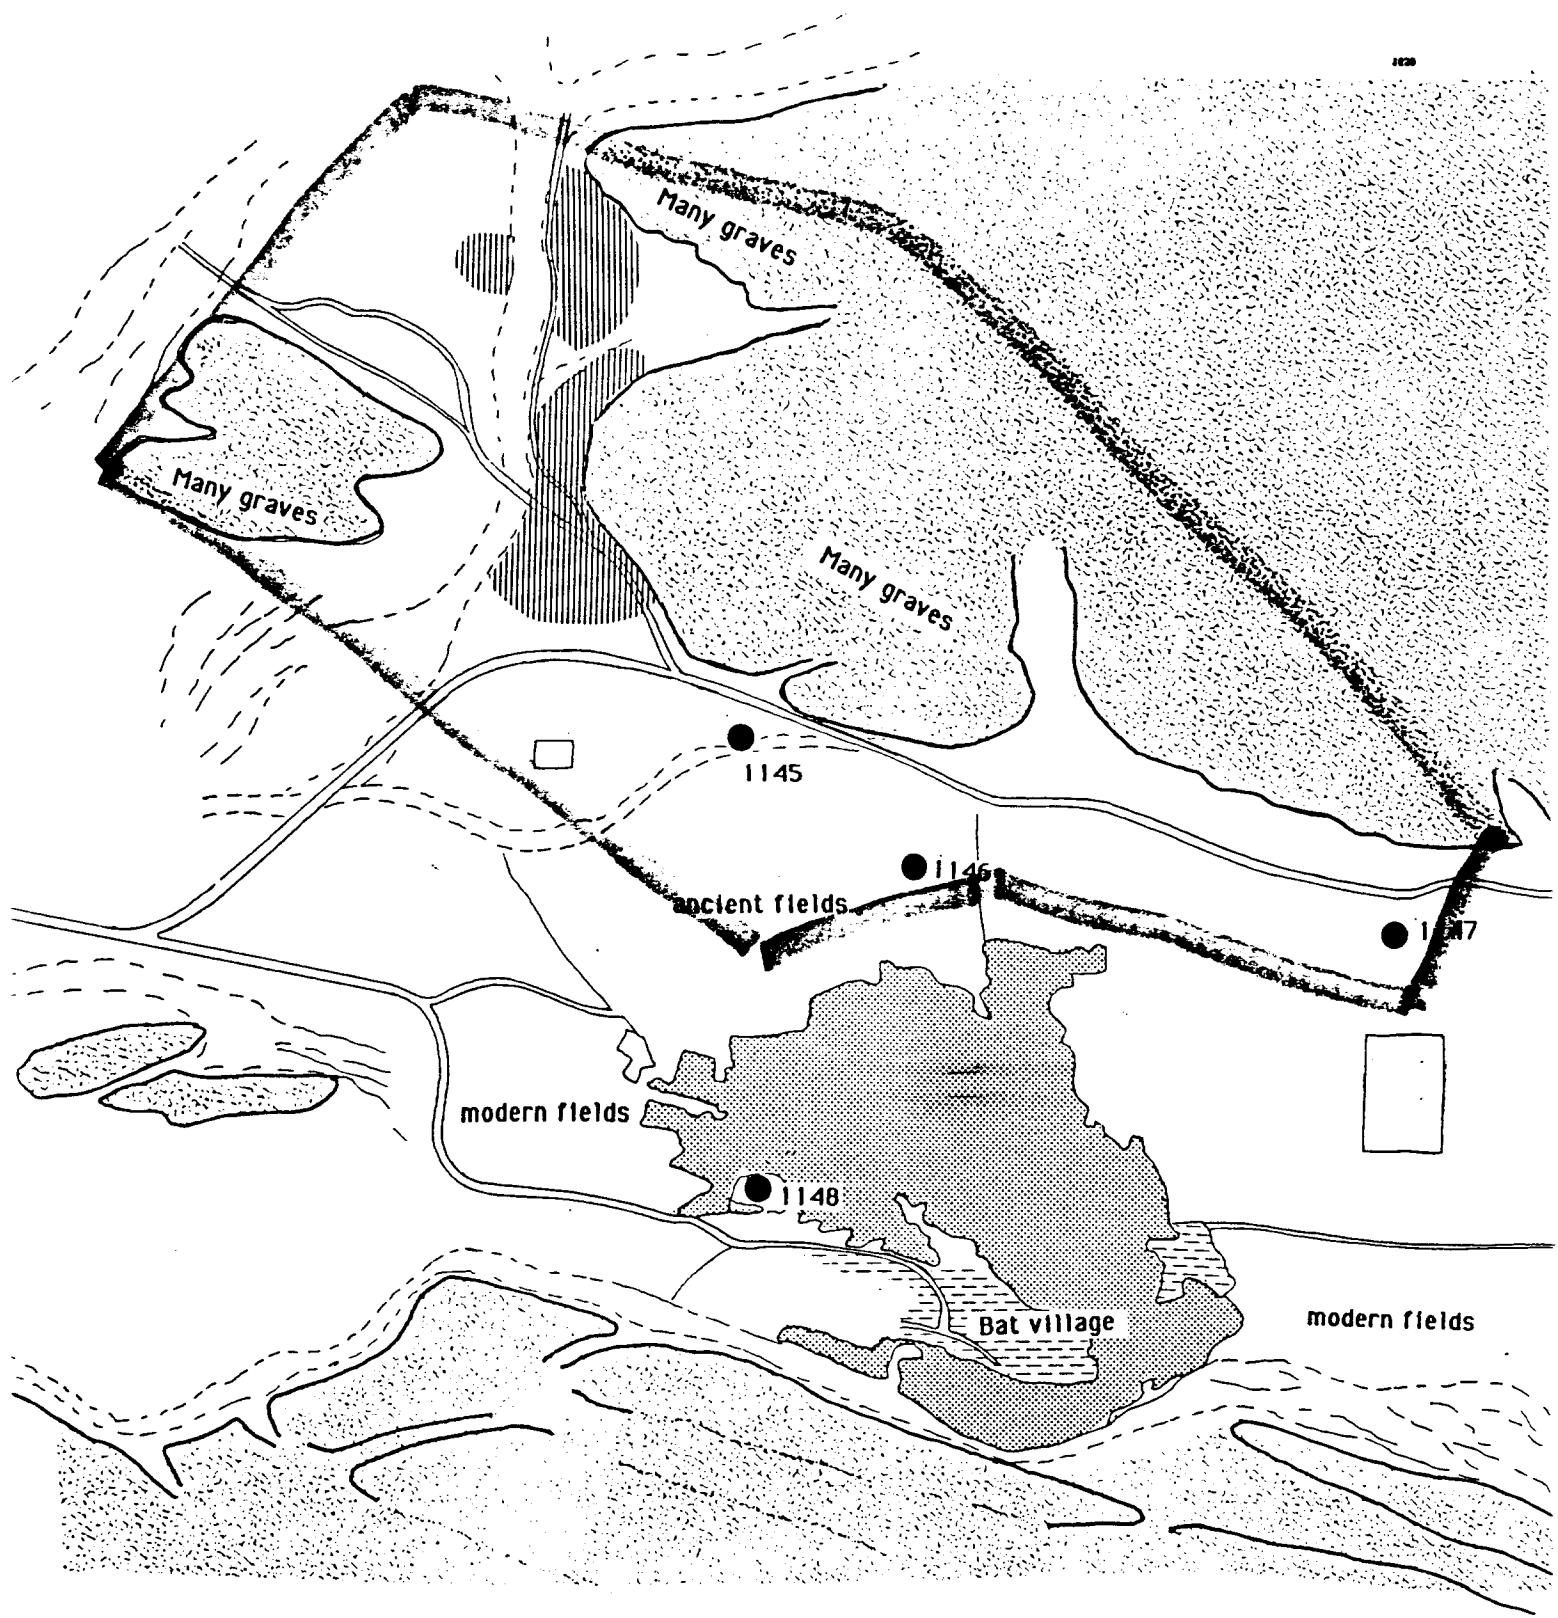 Many graves
Many graves
Many graves
1145
1146
ancient fields
modern fields
1148
Bat village
modern fields